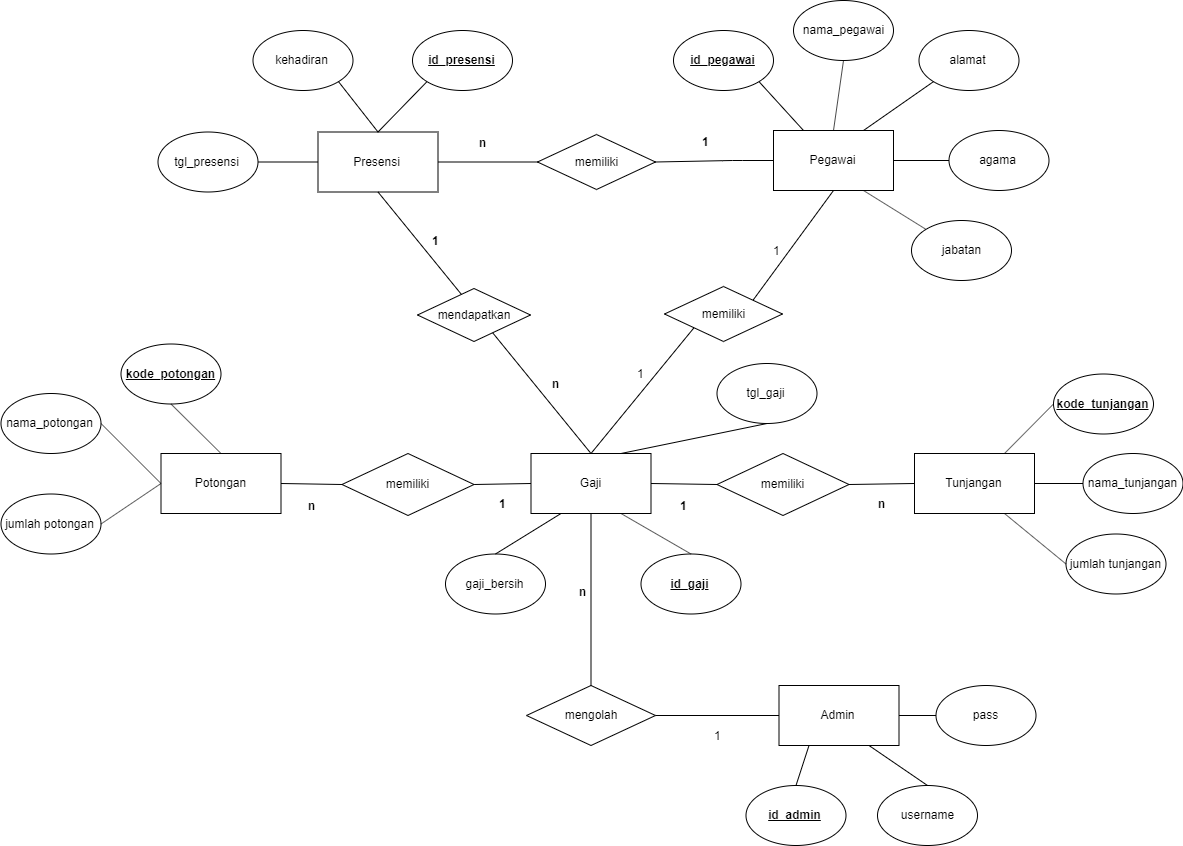 nama_pegawai
kehadiran
id_presensi
id_pegawai
alamat
tgl_presensi
Presensi
n
memiliki
1
Pegawai
agama
1
1
jabatan
mendapatkan
memiliki
kode_potongan
n
1
tgl_gaji
kode_tunjangan
nama_potongan
Potongan
n
memiliki
1
Gaji
1
memiliki
n
Tunjangan
nama_tunjangan
jumlah potongan
jumlah tunjangan
gaji_bersih
n
id_gaji
mengolah
1
Admin
pass
id_admin
username